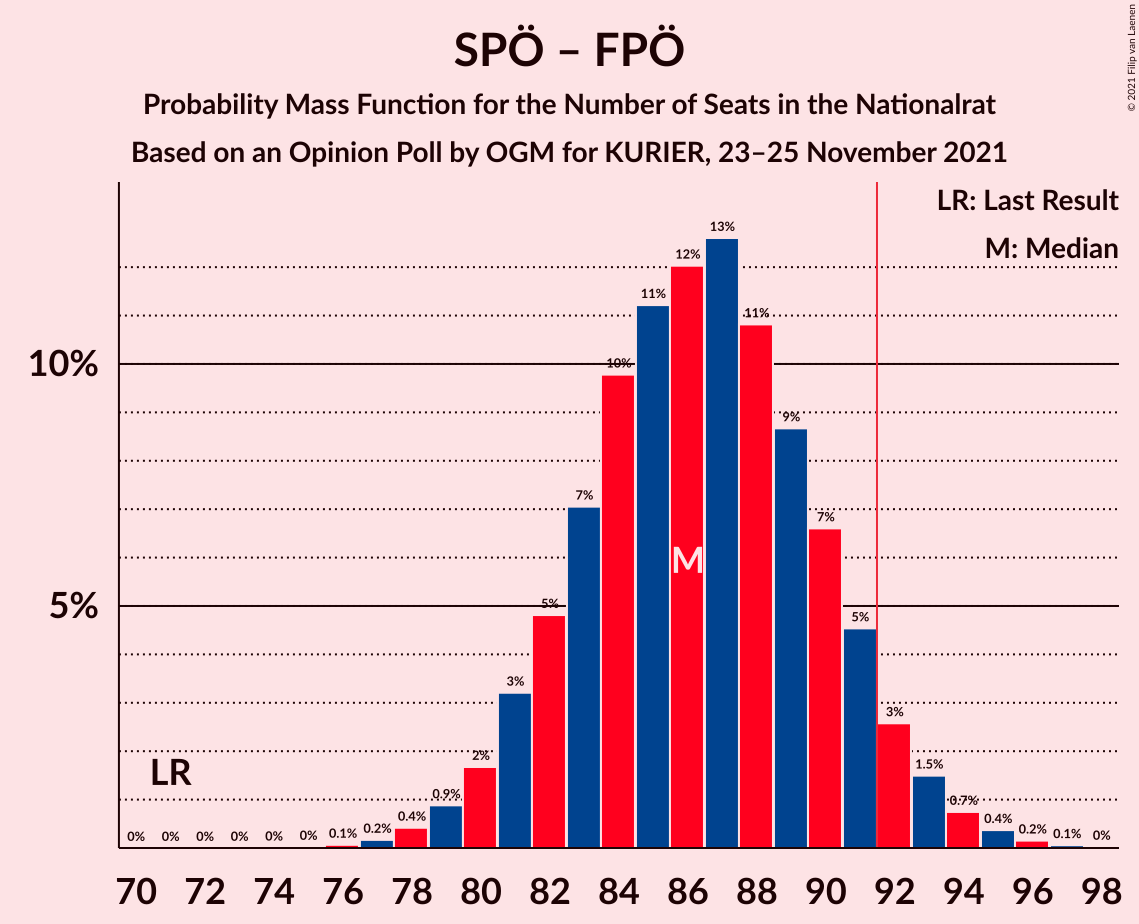 SPÖ – FPÖ
Probability Mass Function for the Number of Seats in the Nationalrat
Based on an Opinion Poll by OGM for KURIER, 23–25 November 2021
© 2021 Filip van Laenen
LR: Last Result
M: Median
10%
5%
0% 0% 0% 0% 0% 0% 0.1% 0.2% 0.4% 0.9% 2% 3% 5% 7% 10% 11% 12% 13% 11% 9% 7% 5% 3% 1.5% 0.7% 0.4% 0.2% 0.1% 0%
M
LR
70 72 74 76 78 80 82 84 86 88 90 92 94 96 98